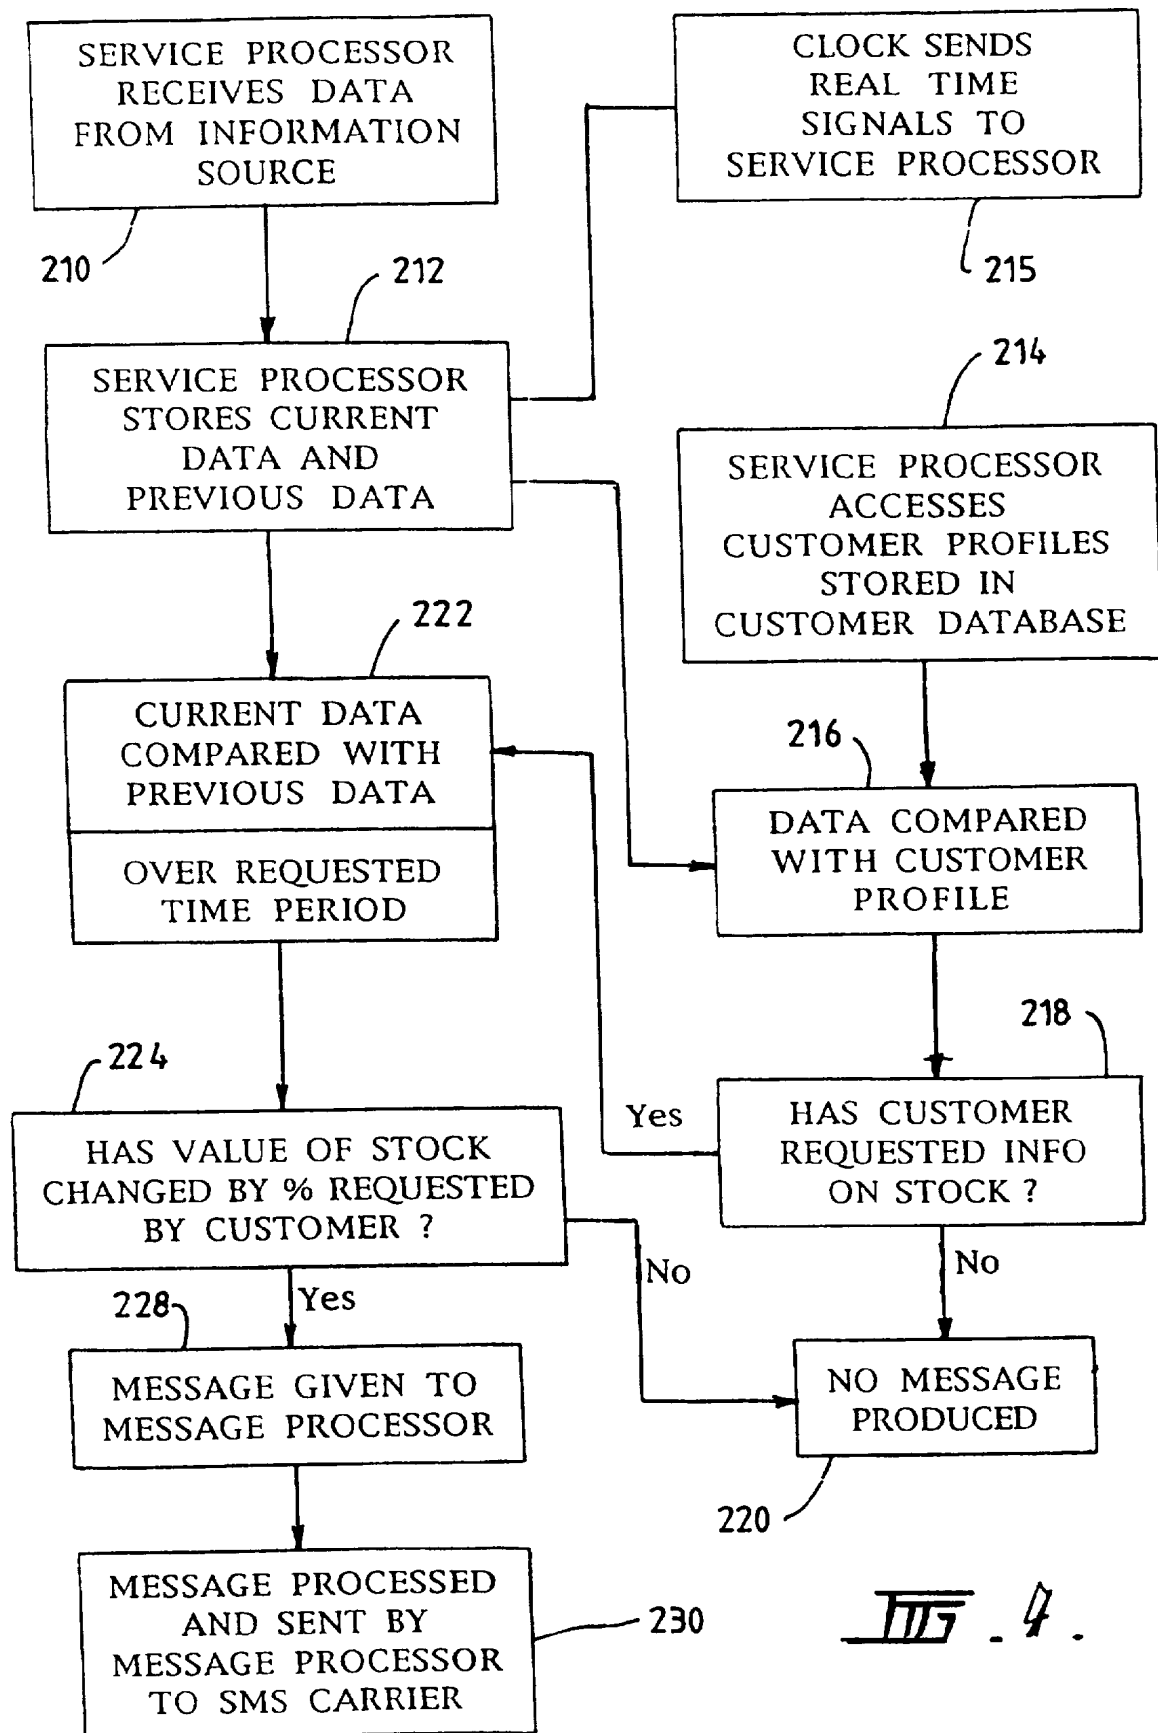 SERVICE PROCESSOR
RECEIVES DATA
FROM INFORMATION
SOURCE
210
CLOCK SENDS
REAL TIME
SIGNALS TO
SERVICE PROCESSOR
215
212
SERVICE PROCESSOR
STORES CURRENT
DATA AND
PREVIOUS DATA
214
SERVICE PROCESSOR
ACCESSES
CUSTOMER PROFILES
STORED IN
CUSTOMER DATABASE
222
CURRENT DATA
COMPARED WITH
PREVIOUS DATA
OVER REQUESTED
TIME PERIOD
216
DATA COMPARED
WITH CUSTOMER
PROFILE
218
HAS CUSTOMER
REQUESTED INFO
ON STOCK ?
Yes
No
224
HAS VALUE OF STOCK
CHANGED BY % REQUESTED
BY CUSTOMER ?
No
Yes
228
MESSAGE GIVEN TO
MESSAGE PROCESSOR
NO MESSAGE
PRODUCED
220
MESSAGE PROCESSED
AND SENT BY
MESSAGE PROCESSOR
TO SMS CARRIER
230
FIG. 4.